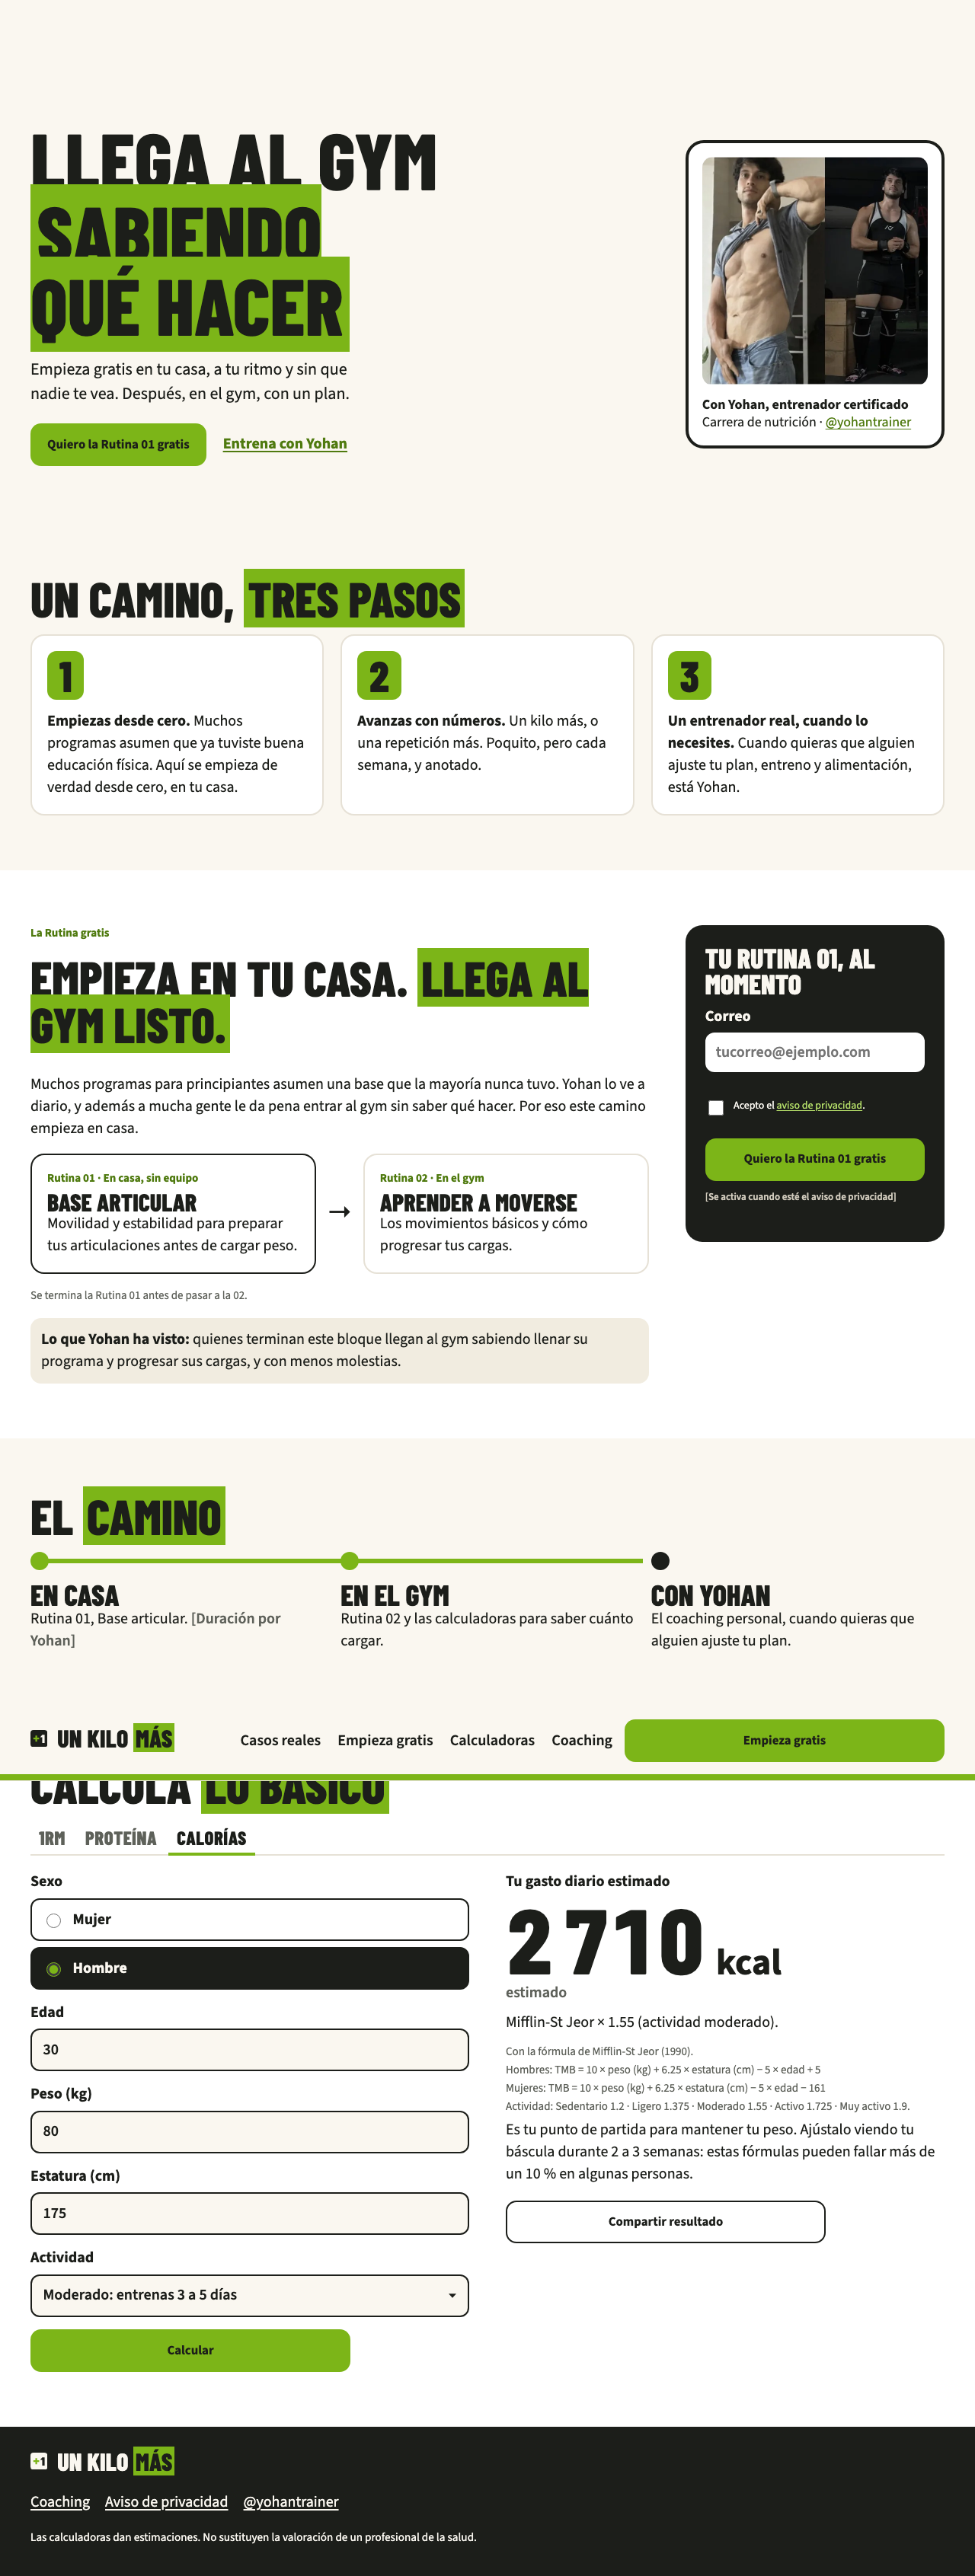 LLEGA AL GYM
SABIENDO
QUÉ HACER
Empieza gratis en tu casa, a tu ritmo y sin que
nadie te vea. Después, en el gym, con un plan.
Quiero la Rutina 01 gratis
Entrena con Yohan
Con Yohan, entrenador certificado
Carrera de nutrición · @yohantrainer
UN CAMINO, TRES PASOS
1
Empiezas desde cero. Muchos
programas asumen que ya tuviste buena
educación física. Aquí se empieza de
verdad desde cero, en tu casa.
2
Avanzas con números. Un kilo más, o
una repetición más. Poquito, pero cada
semana, y anotado.
3
Un entrenador real, cuando lo
necesites. Cuando quieras que alguien
ajuste tu plan, entreno y alimentación,
está Yohan.
La Rutina gratis
EMPIEZA EN TU CASA. LLEGA AL
GYM LISTO.
Muchos programas para principiantes asumen una base que la mayoría nunca tuvo. Yohan lo ve a
diario, y además a mucha gente le da pena entrar al gym sin saber qué hacer. Por eso este camino
empieza en casa.
Rutina 01 · En casa, sin equipo
BASE ARTICULAR
Movilidad y estabilidad para preparar
tus articulaciones antes de cargar peso.
→
Rutina 02 · En el gym
APRENDER A MOVERSE
Los movimientos básicos y cómo
progresar tus cargas.
Se termina la Rutina 01 antes de pasar a la 02.
Lo que Yohan ha visto: quienes terminan este bloque llegan al gym sabiendo llenar su
programa y progresar sus cargas, y con menos molestias.
TU RUTINA 01, AL
MOMENTO
Correo
tucorreo@ejemplo.com
Acepto el aviso de privacidad.
Quiero la Rutina 01 gratis
[Se activa cuando esté el aviso de privacidad]
EL CAMINO
EN CASA
Rutina 01, Base articular. [Duración por
Yohan]
EN EL GYM
Rutina 02 y las calculadoras para saber cuánto
cargar.
CON YOHAN
El coaching personal, cuando quieras que
alguien ajuste tu plan.
+1 UN KILO MÁS
Casos reales
Empieza gratis
Calculadoras
Coaching
Empieza gratis
CALCULA LO BÁSICO
1RM
PROTEÍNA
CALORÍAS
Sexo
Mujer
Hombre
Edad
30
Peso (kg)
80
Estatura (cm)
175
Actividad
Moderado: entrenas 3 a 5 días
Calcular
Tu gasto diario estimado
2 710 kcal
estimado
Mifflin-St Jeor × 1.55 (actividad moderado).
Con la fórmula de Mifflin-St Jeor (1990).
Hombres: TMB = 10 × peso (kg) + 6.25 × estatura (cm) − 5 × edad + 5
Mujeres: TMB = 10 × peso (kg) + 6.25 × estatura (cm) − 5 × edad − 161
Actividad: Sedentario 1.2 · Ligero 1.375 · Moderado 1.55 · Activo 1.725 · Muy activo 1.9.
Es tu punto de partida para mantener tu peso. Ajústalo viendo tu
báscula durante 2 a 3 semanas: estas fórmulas pueden fallar más de
un 10 % en algunas personas.
Compartir resultado
+1 UN KILO MÁS
Coaching
Aviso de privacidad
@yohantrainer
Las calculadoras dan estimaciones. No sustituyen la valoración de un profesional de la salud.